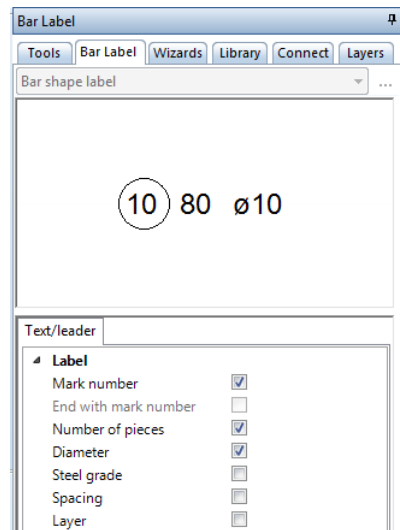 Bar Label
Tools Bar Label Wizards Library Connect Layers
Bar shape label ...
10 80 ø10
Text/leader
Label
Mark number
End with mark number
Number of pieces
Diameter
Steel grade
Spacing
Layer